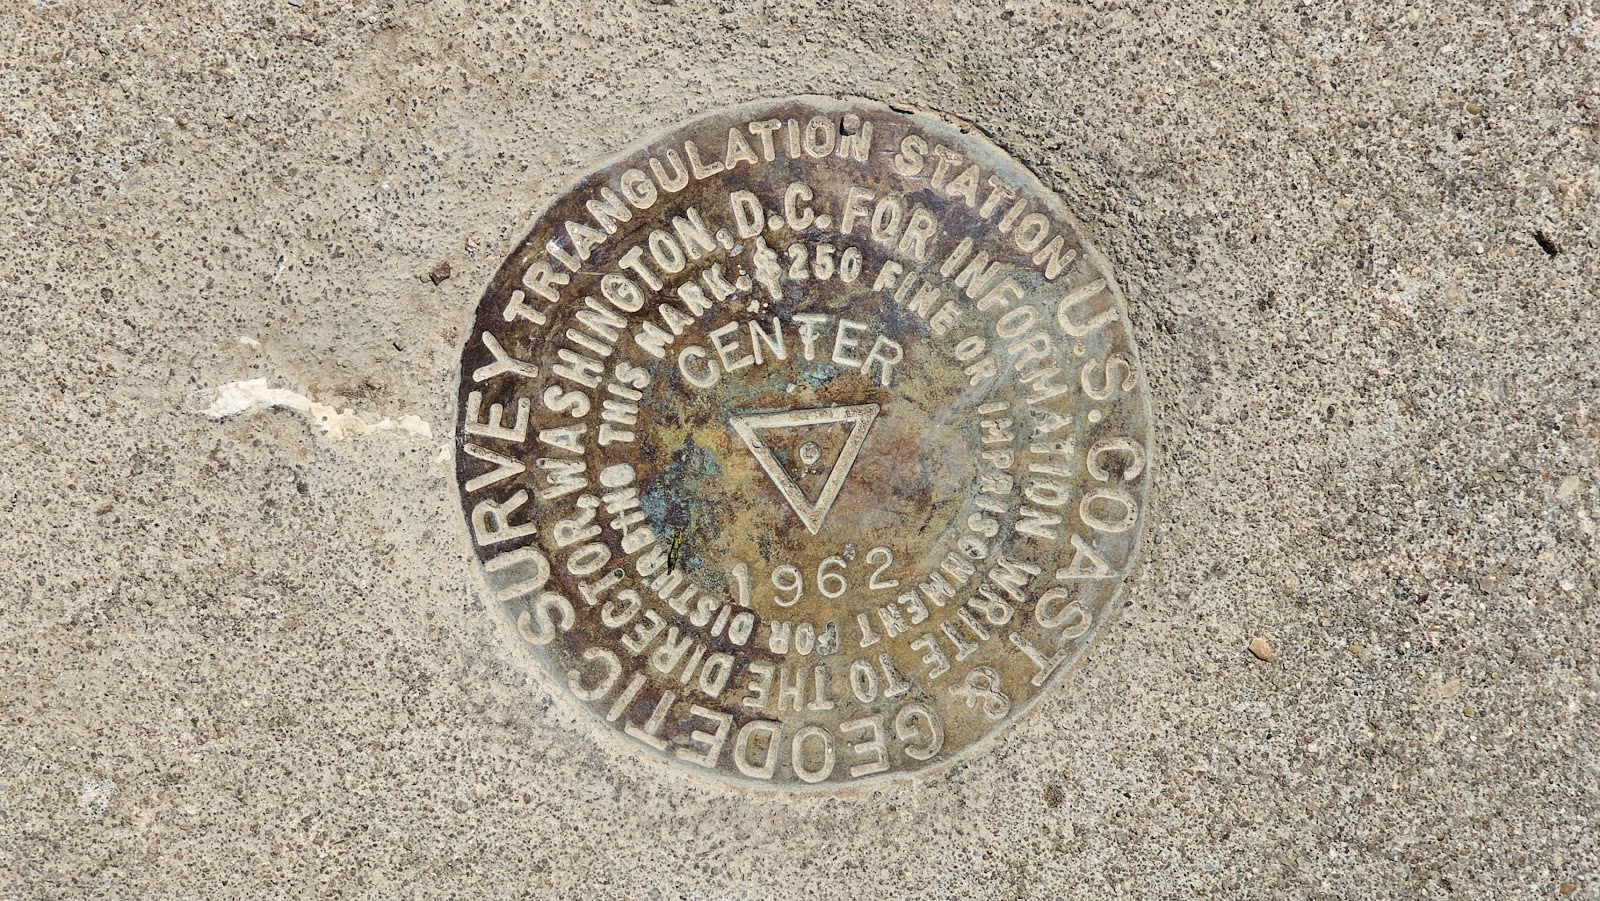 U.S. COAST & GEODETIC SURVEY TRIANGULATION STATION
FOR INFORMATION WRITE TO THE DIRECTOR, WASHINGTON, D.C.
$250 FINE OR IMPRISONMENT FOR DISTURBING THIS MARK.
CENTER
1962